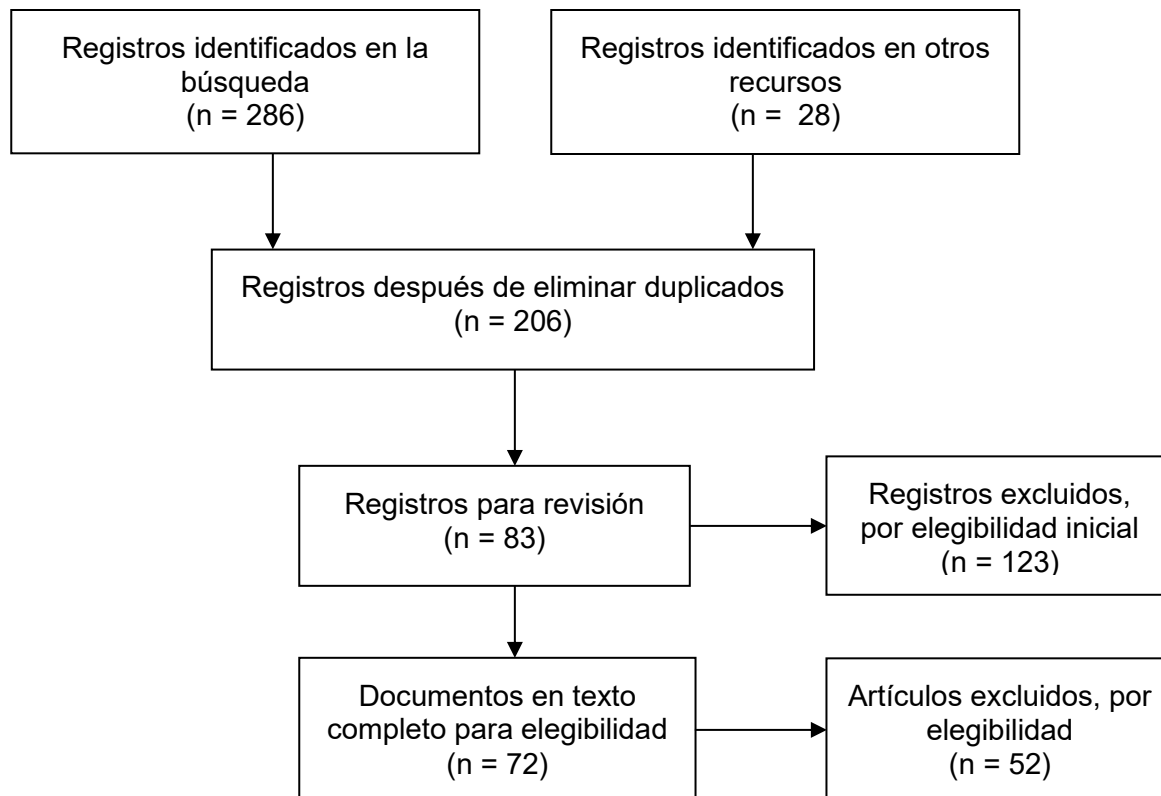 Registros identificados en la
búsqueda
(n = 286)
Registros identificados en otros
recursos
(n = 28)
Registros después de eliminar duplicados
(n = 206)
Registros para revisión
(n = 83)
Registros excluidos,
por elegibilidad inicial
(n = 123)
Documentos en texto
completo para elegibilidad
(n = 72)
Artículos excluidos, por
elegibilidad
(n = 52)